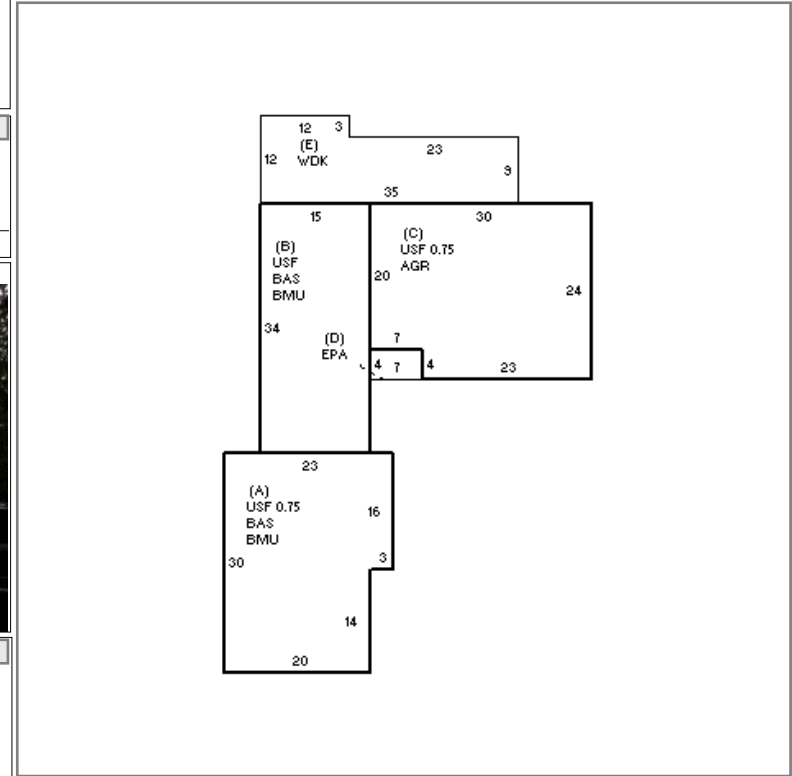 12 3
(E)
WDK
12
23
9
35
15
30
(B)
USF
BAS
BMU
(C)
USF 0.75
AGR
20
24
34
(D)
EPA
7
4 7 4
23
23
(A)
USF 0.75
BAS
BMU
16
3
30
14
20